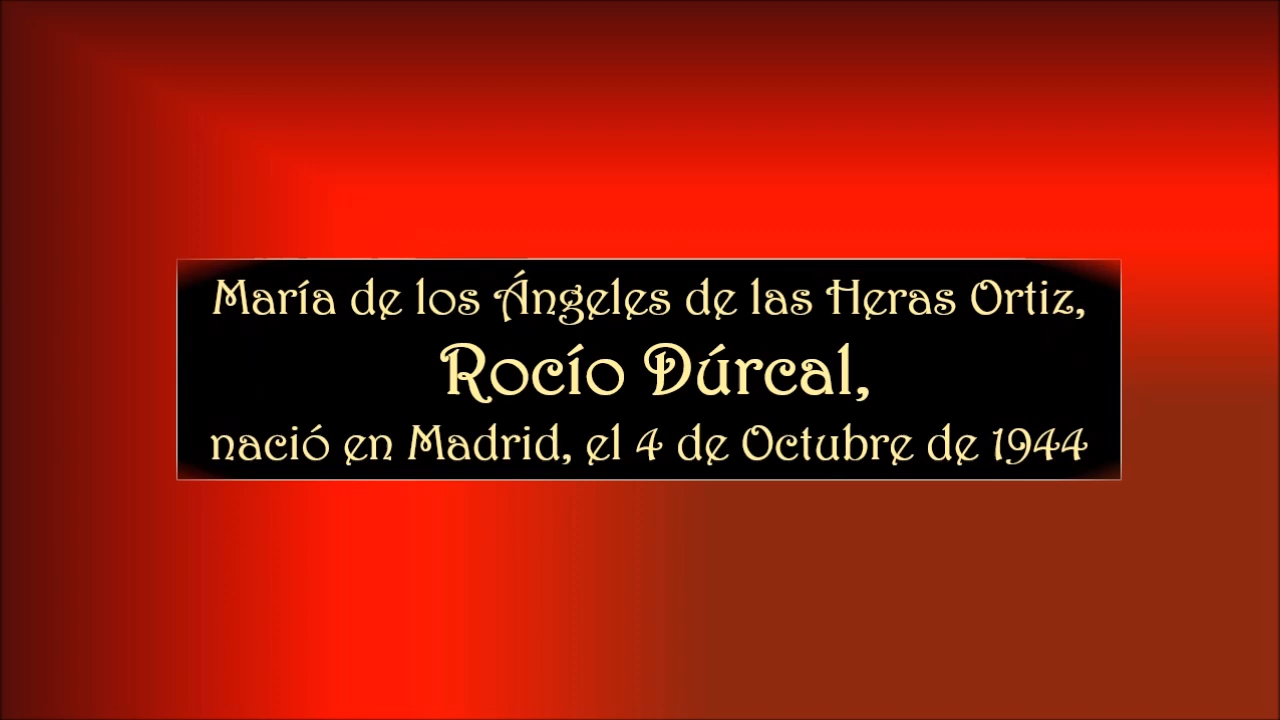 María de los Ángeles de las Heras Ortiz,
Rocío Dúrcal,
nació en Madrid, el 4 de Octubre de 1944